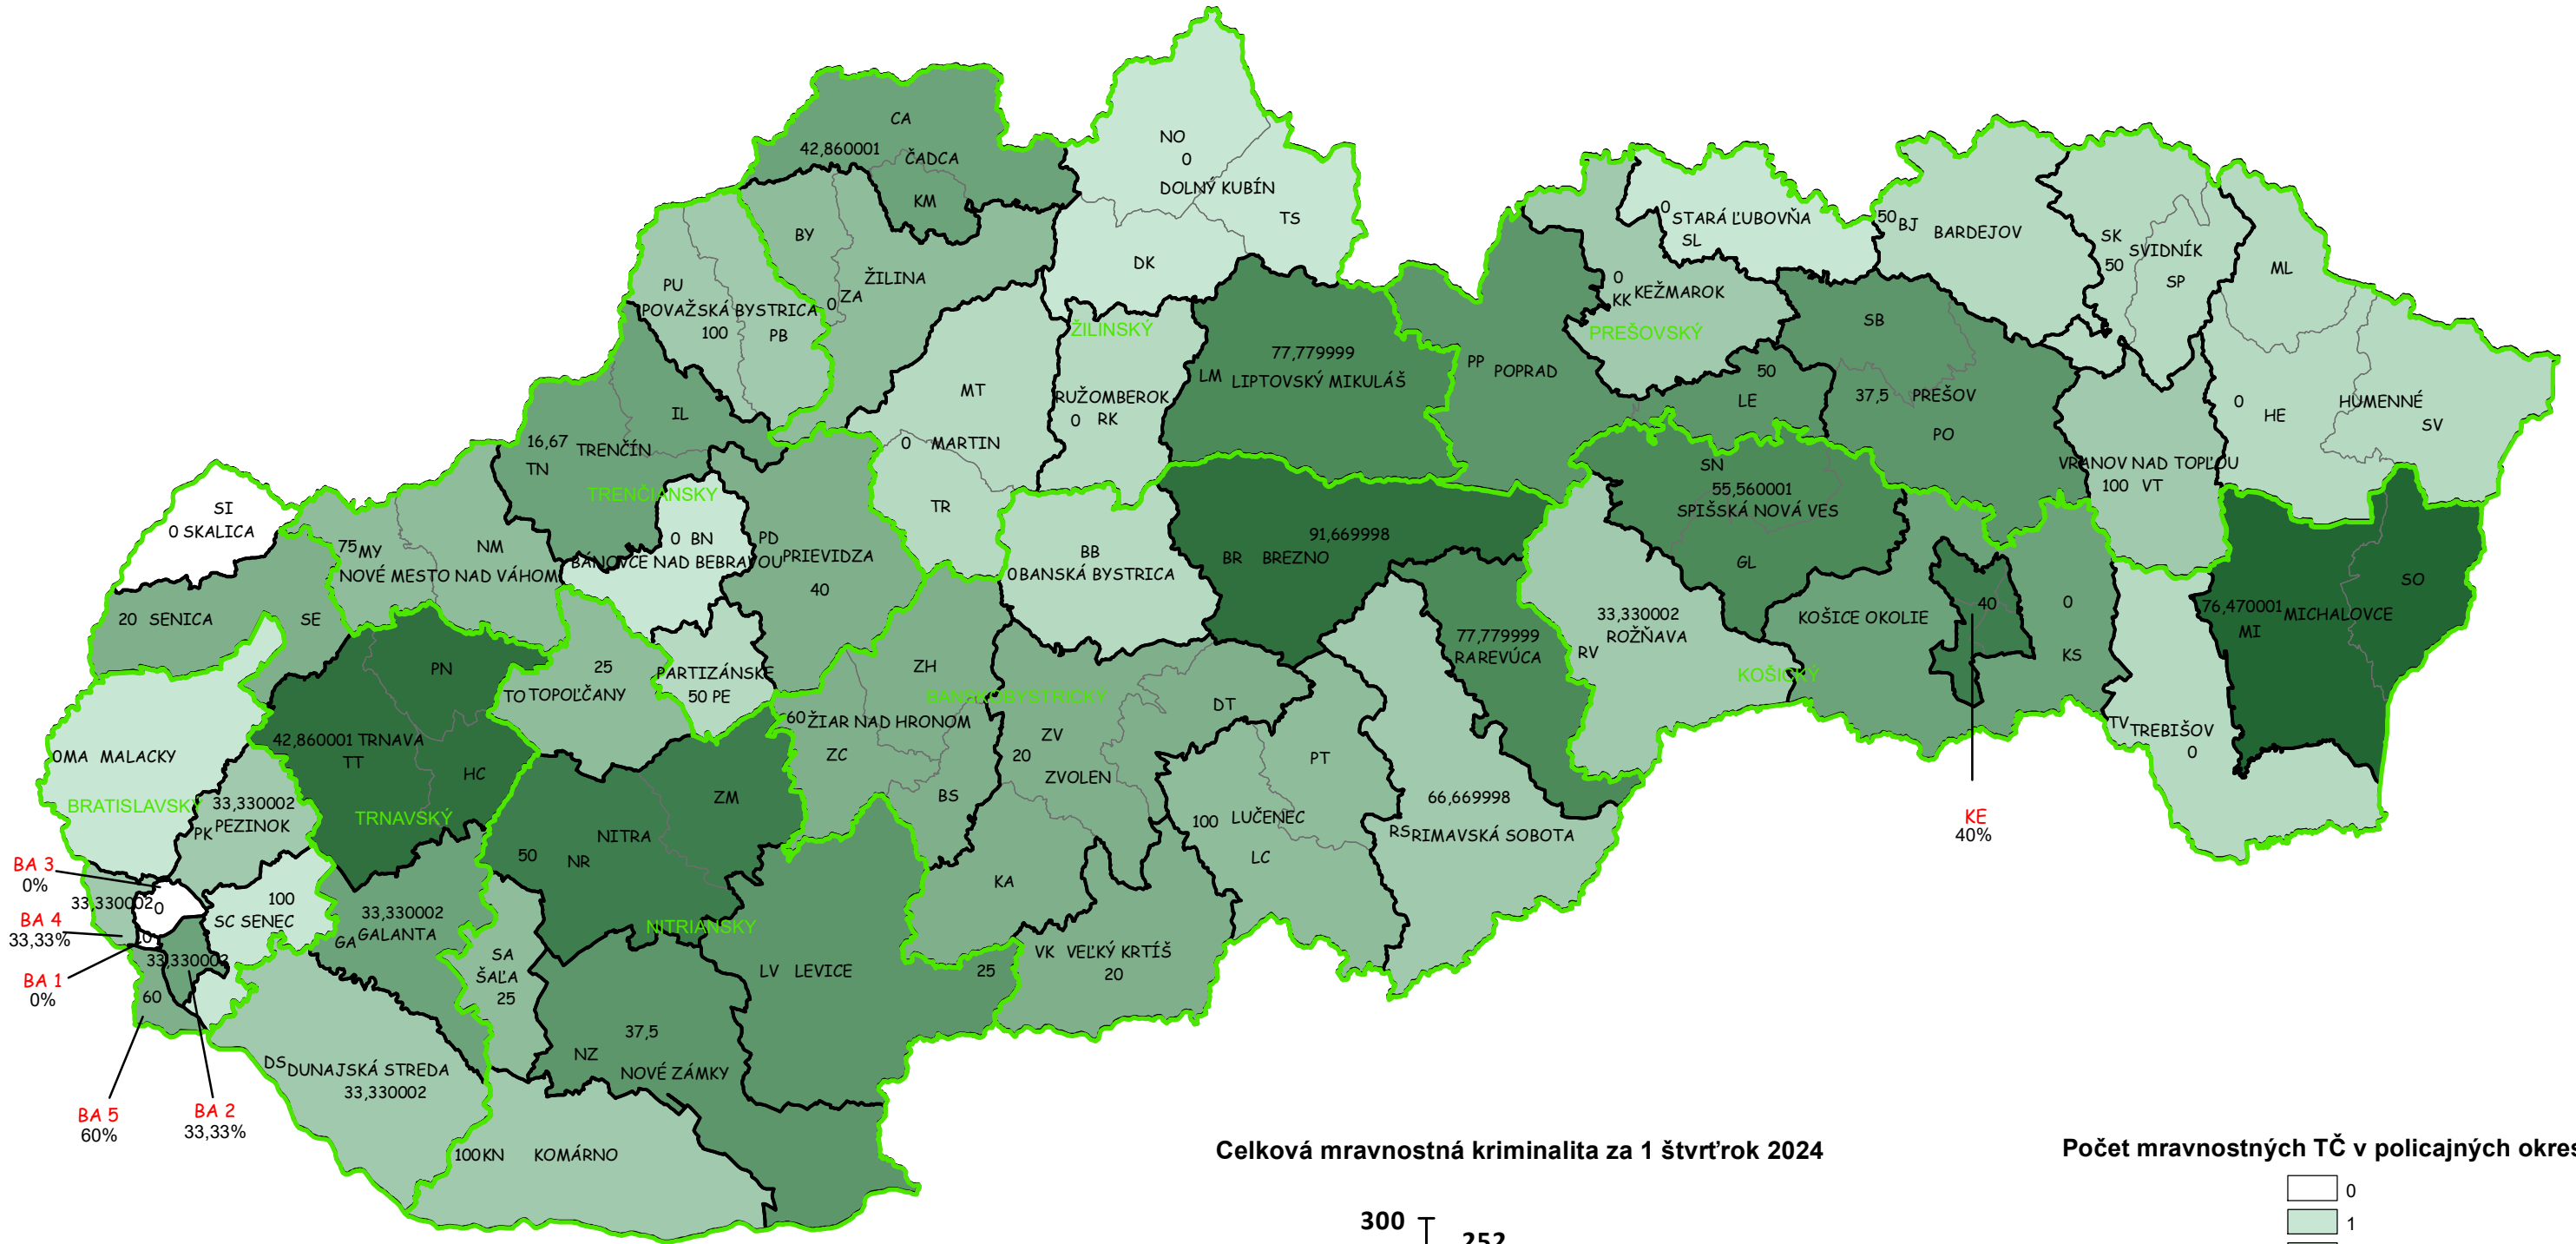 CA
42,860001
ČADCA
KM
NO
0
DOLNÝ KUBÍN
TS
DK
BY
ŽILINA
0 ZA
PU
POVAŽSKÁ BYSTRICA
100
PB
ŽILINSKÝ
MT
0 MARTIN
TR
RUŽOMBEROK
0 RK
77,779999
LM LIPTOVSKÝ MIKULÁŠ
PP POPRAD
0
STARÁ ĽUBOVŇA
SL
0
KK KEŽMAROK
PREŠOVSKÝ
50 BJ BARDEJOV
SK
SVIDNÍK
50
SP
ML
0
HE
HUMENNÉ
SV
SB
37,5 PREŠOV
PO
50
LE
VRANOV NAD TOPĽOU
100 VT
IL
16,67
TRENČÍN
TN
TRENČIANSKY
0 BN
BÁNOVCE NAD BEBRAVOU
PD
PRIEVIDZA
40
SI
0 SKALICA
75 MY
NM
NOVÉ MESTO NAD VÁHOM
20 SENICA
SE
BB
0 BANSKÁ BYSTRICA
91,669998
BR BREZNO
SN
55,560001
SPIŠSKÁ NOVÁ VES
GL
33,330002
ROŽŇAVA
RV
77,779999
RA REVÚCA
KOŠICE OKOLIE
40
0
KS
KOŠICKÝ
76,470001 MICHALOVCE
MI
SO
TV
TREBIŠOV
0
KE
40%
PN
42,860001 TRNAVA
TT
HC
TRNAVSKÝ
25
TO TOPOĽČANY
PARTIZÁNSKE
50 PE
ZH
BANSKOBYSTRICKÝ
60 ŽIAR NAD HRONOM
ZC
BS
DT
ZV
20
ZVOLEN
PT
100 LUČENEC
LC
66,669998
RS RIMAVSKÁ SOBOTA
0 MA MALACKY
BRATISLAVSKÝ
33,330002
PK PEZINOK
BA 3
0%
33,330002
0
BA 4
33,33%
0
BA 1
0%
33,330002
60
BA 5
60%
BA 2
33,33%
100
SC SENEC
33,330002
GA GALANTA
ZM
NITRA
50
NR
NITRIANSKY
SA
ŠAĽA
25
LV LEVICE
25
KA
VK VEĽKÝ KRTÍŠ
20
37,5
NZ
NOVÉ ZÁMKY
DS DUNAJSKÁ STREDA
33,330002
100 KN KOMÁRNO
Celková mravnostná kriminalita za 1 štvrťrok 2024
300
252
Počet mravnostných TČ v policajných okres
0
1